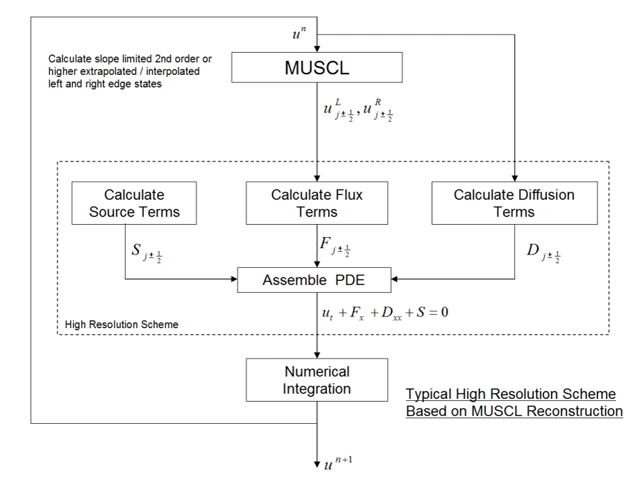 uⁿ
Calculate slope limited 2nd order or
higher extrapolated / interpolated
left and right edge states
MUSCL
u^L_{j±1/2}, u^R_{j±1/2}
Calculate
Source Terms
Calculate Flux
Terms
Calculate Diffusion
Terms
S_{j±1/2}
F_{j±1/2}
D_{j±1/2}
Assemble PDE
u_t + F_x + D_{xx} + S = 0
High Resolution Scheme
Numerical
Integration
Typical High Resolution Scheme
Based on MUSCL Reconstruction
u^{n+1}